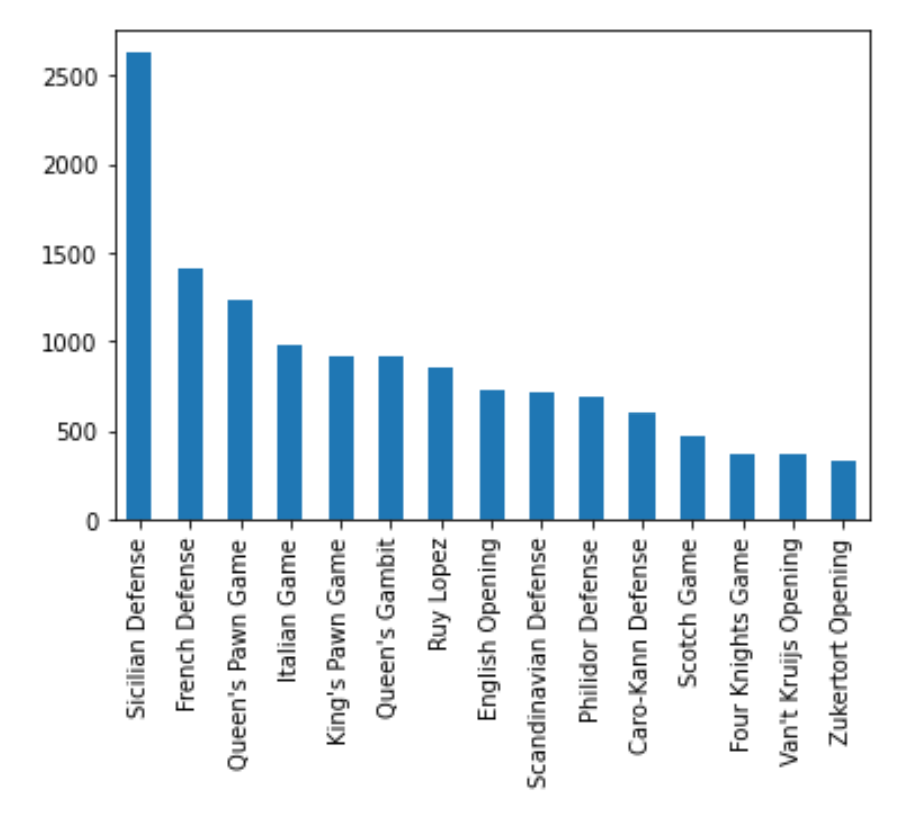 2500
2000
1500
1000
500
0
Sicilian Defense
French Defense
Queen's Pawn Game
Italian Game
King's Pawn Game
Queen's Gambit
Ruy Lopez
English Opening
Scandinavian Defense
Philidor Defense
Caro-Kann Defense
Scotch Game
Four Knights Game
Van't Kruijs Opening
Zukertort Opening